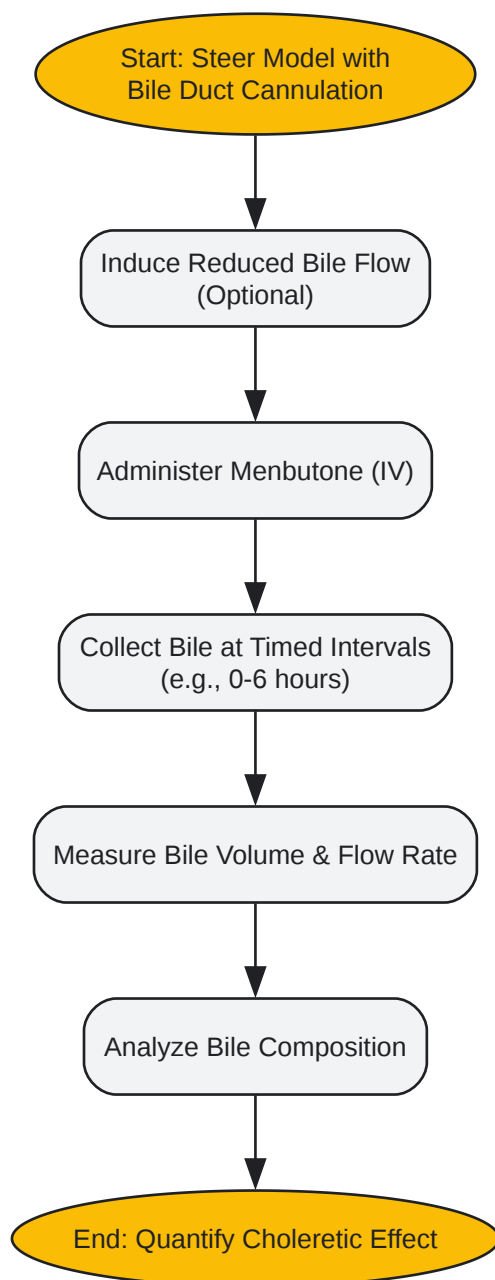 Start: Steer Model with
Bile Duct Cannulation
Induce Reduced Bile Flow
(Optional)
Administer Menbutone (IV)
Collect Bile at Timed Intervals
(e.g., 0-6 hours)
Measure Bile Volume & Flow Rate
Analyze Bile Composition
End: Quantify Choleretic Effect